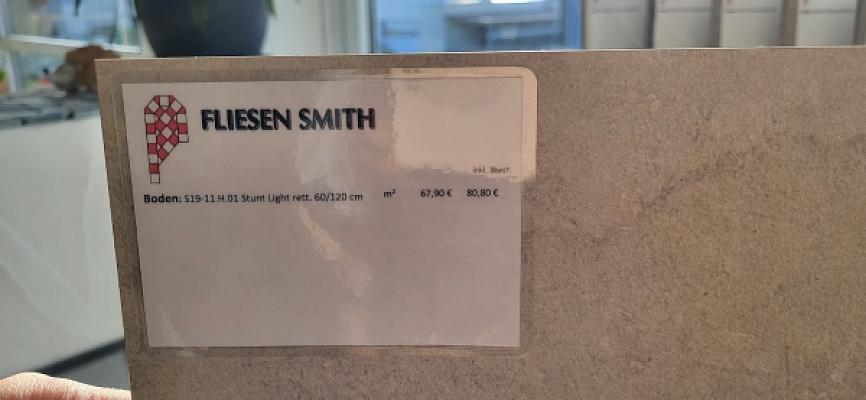 FLIESEN SMITH
inkl. Mwst.
Boden: S19-11.H.01 Stunt Light rett. 60/120 cm m² 67,90 € 80,80 €